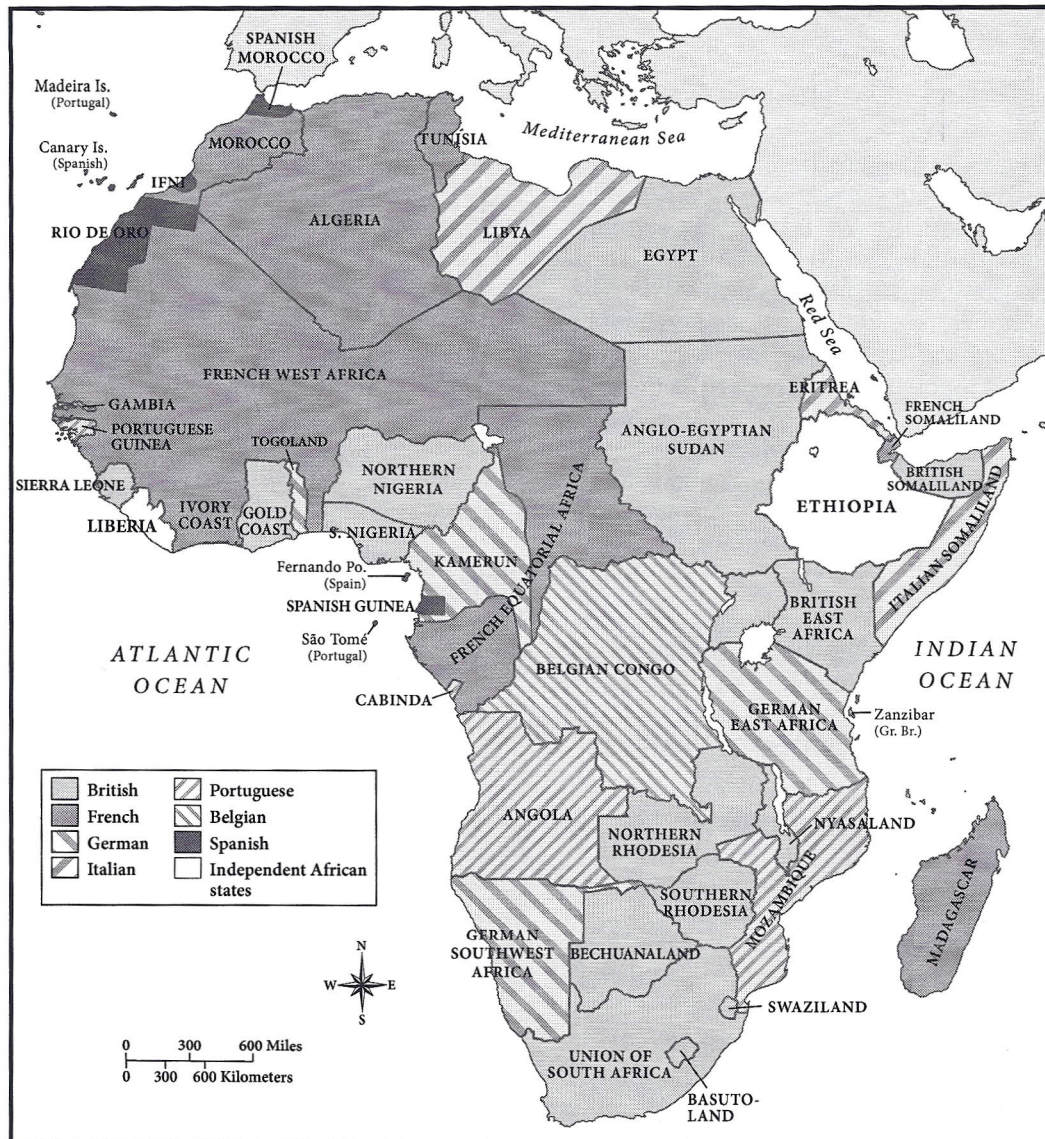 SPANISH
MOROCCO
Madeira Is.
(Portugal)
Mediterranean Sea
TUNISIA
MOROCCO
Canary Is.
(Spanish)
IFNI
ALGERIA
RIO DE ORO
LIBYA
EGYPT
Red Sea
FRENCH WEST AFRICA
ERITREA
GAMBIA
FRENCH
SOMALILAND
PORTUGUESE
GUINEA
TOGOLAND
ANGLO-EGYPTIAN
SUDAN
NORTHERN
NIGERIA
BRITISH
SOMALILAND
SIERRA LEONE
IVORY
COAST
GOLD
COAST
LIBERIA
ETHIOPIA
S. NIGERIA
ITALIAN SOMALILAND
KAMERUN
FRENCH EQUATORIAL AFRICA
Fernando Po.
(Spain)
SPANISH GUINEA
BRITISH
EAST
AFRICA
São Tomé
(Portugal)
ATLANTIC
OCEAN
BELGIAN CONGO
INDIAN
OCEAN
CABINDA
GERMAN
EAST AFRICA
Zanzibar
(Gr. Br.)
British
French
German
Italian
Portuguese
Belgian
Spanish
Independent African
states
ANGOLA
NORTHERN
RHODESIA
NYASALAND
SOUTHERN
RHODESIA
MOZAMBIQUE
MADAGASCAR
GERMAN
SOUTHWEST
AFRICA
BECHUANALAND
N
W E
S
SWAZILAND
0 300 600 Miles
0 300 600 Kilometers
UNION OF
SOUTH AFRICA
BASUTO-
LAND